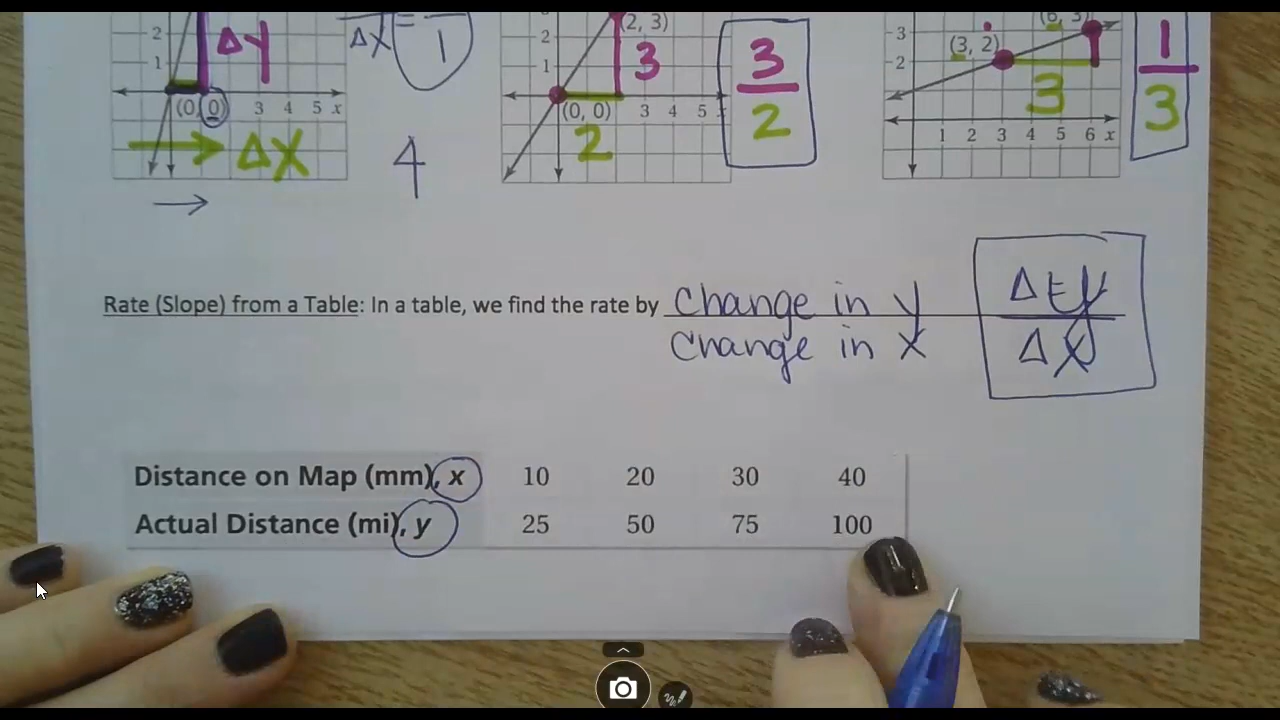 2
1
Δy
ΔX
=
1
(0, 0)
3 4 5 x
ΔX
4
2
1
(2, 3)
3
(0, 0)
3 4 5
2
3
2
3
2
(3, 2)
(6, 3)
3
1 2 3 4 5 6 x
1
3
Rate (Slope) from a Table: In a table, we find the rate by change in y
change in x
Δy
Δx
Distance on Map (mm), x 10 20 30 40
Actual Distance (mi), y 25 50 75 100